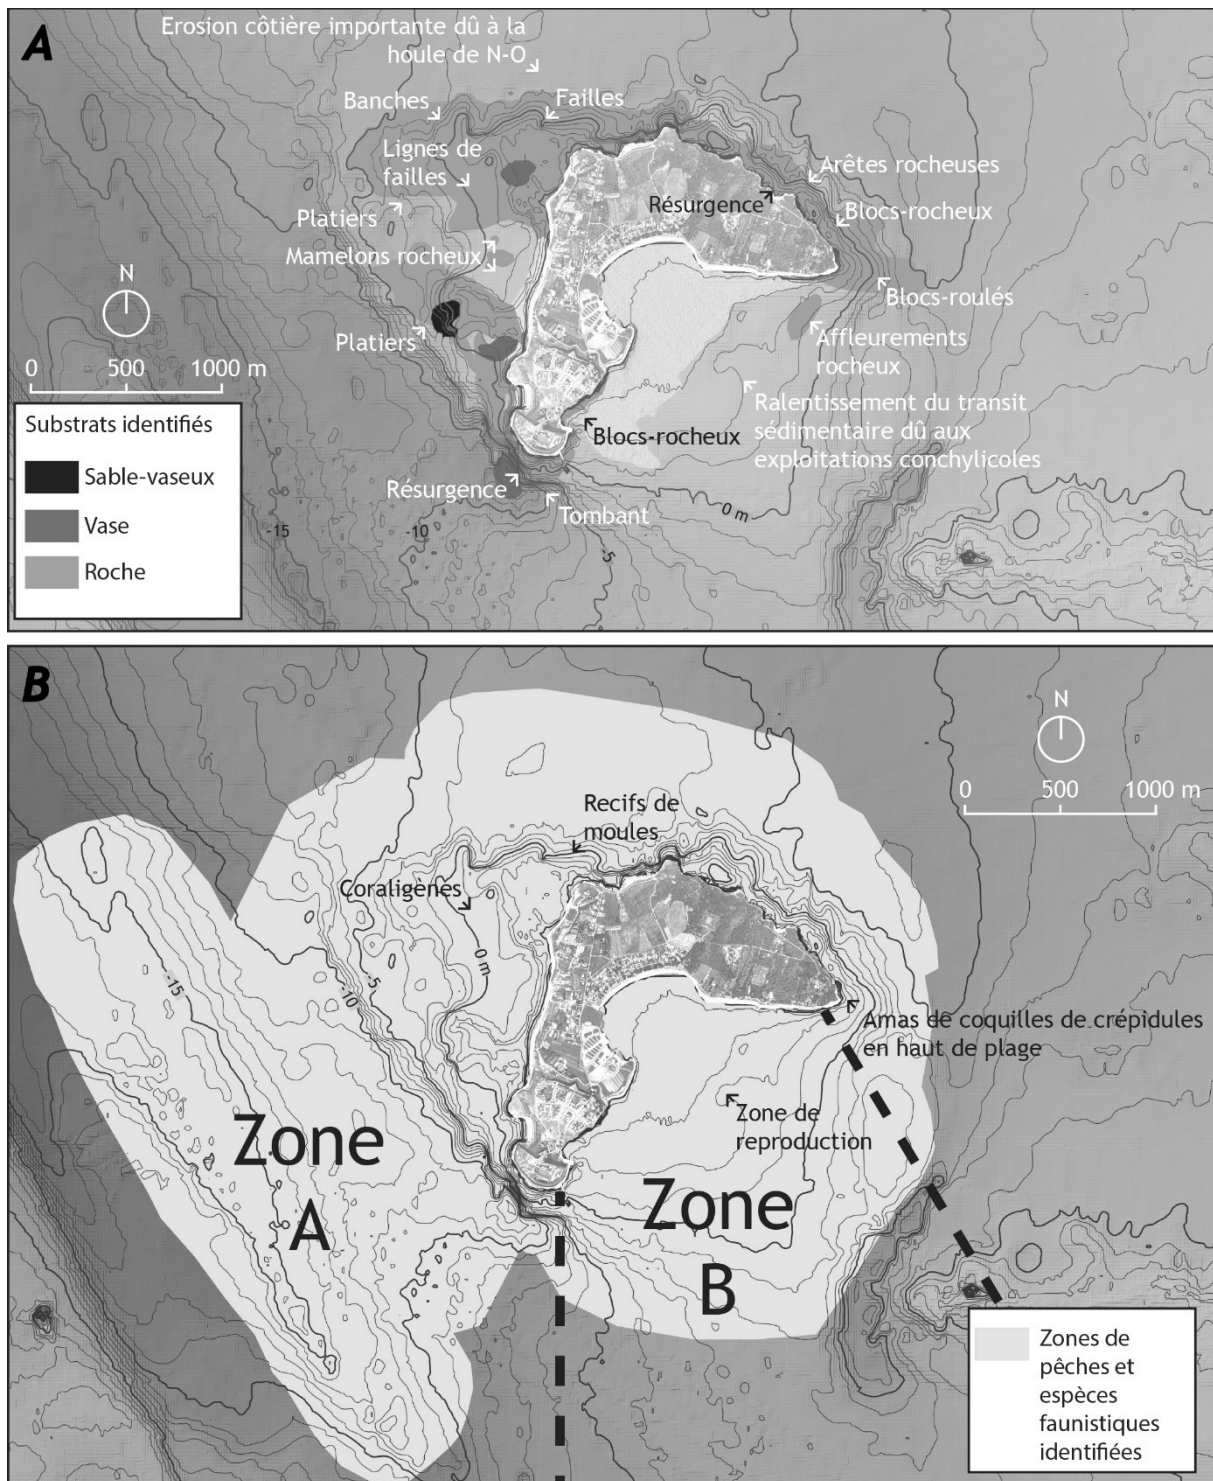 A
Erosion côtière importante dû à la
houle de N-O
Banches
Failles
Lignes de
failles
Arêtes rocheuses
Platiers
Résurgence
Blocs-rocheux
Mamelons rocheux
N
Blocs-roulés
Platiers
Affleurements
rocheux
0 500 1000 m
Ralentissement du transit
sédimentaire dû aux
exploitations conchylicoles
Blocs-rocheux
Résurgence
Tombant
0 m
-15
-10
-5
Substrats identifiés
Sable-vaseux
Vase
Roche
B
N
0 500 1000 m
Recifs de
moules
Coraligènes
0 m
-5
-10
-15
Amas de coquilles de crépidules
en haut de plage
Zone de
reproduction
Zone
A
Zone
B
Zones de
pêches et
espèces
faunistiques
identifiées